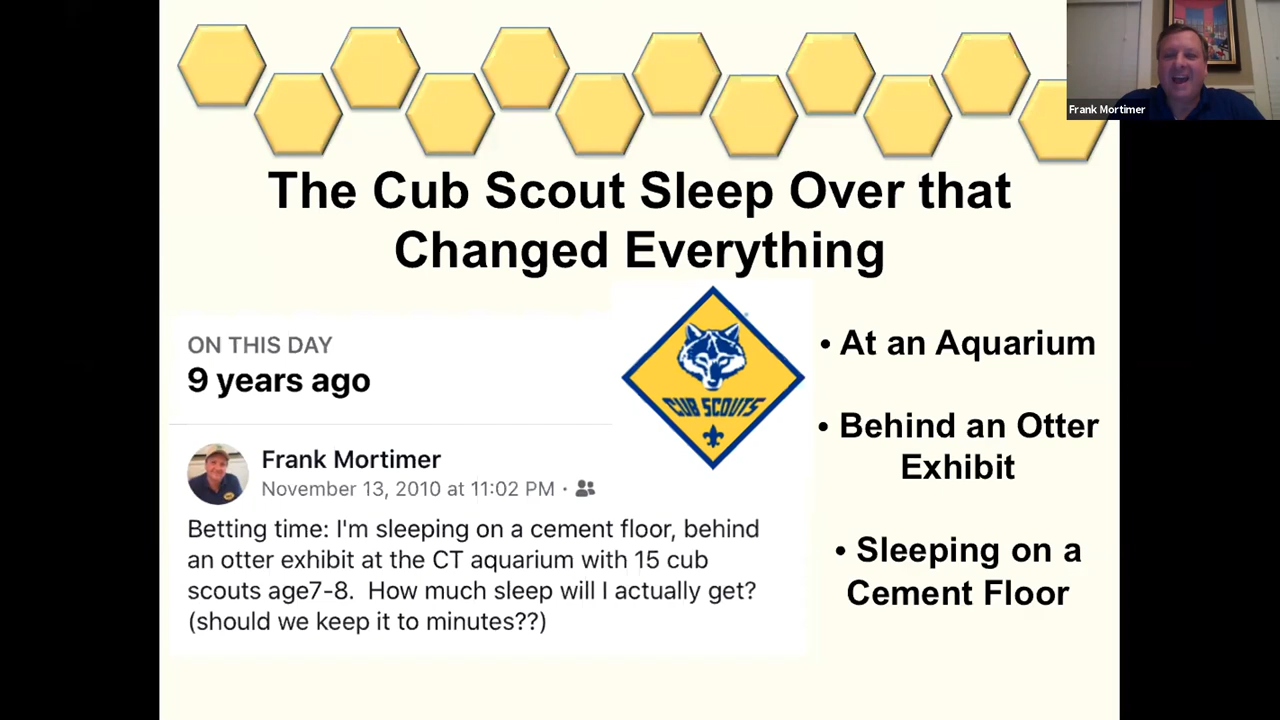 Frank Mortimer
The Cub Scout Sleep Over that
Changed Everything
ON THIS DAY
9 years ago
Frank Mortimer
November 13, 2010 at 11:02 PM ·
Betting time: I'm sleeping on a cement floor, behind
an otter exhibit at the CT aquarium with 15 cub
scouts age7-8.  How much sleep will I actually get?
(should we keep it to minutes??)
CUB SCOUTS
• At an Aquarium
• Behind an Otter
Exhibit
• Sleeping on a
Cement Floor